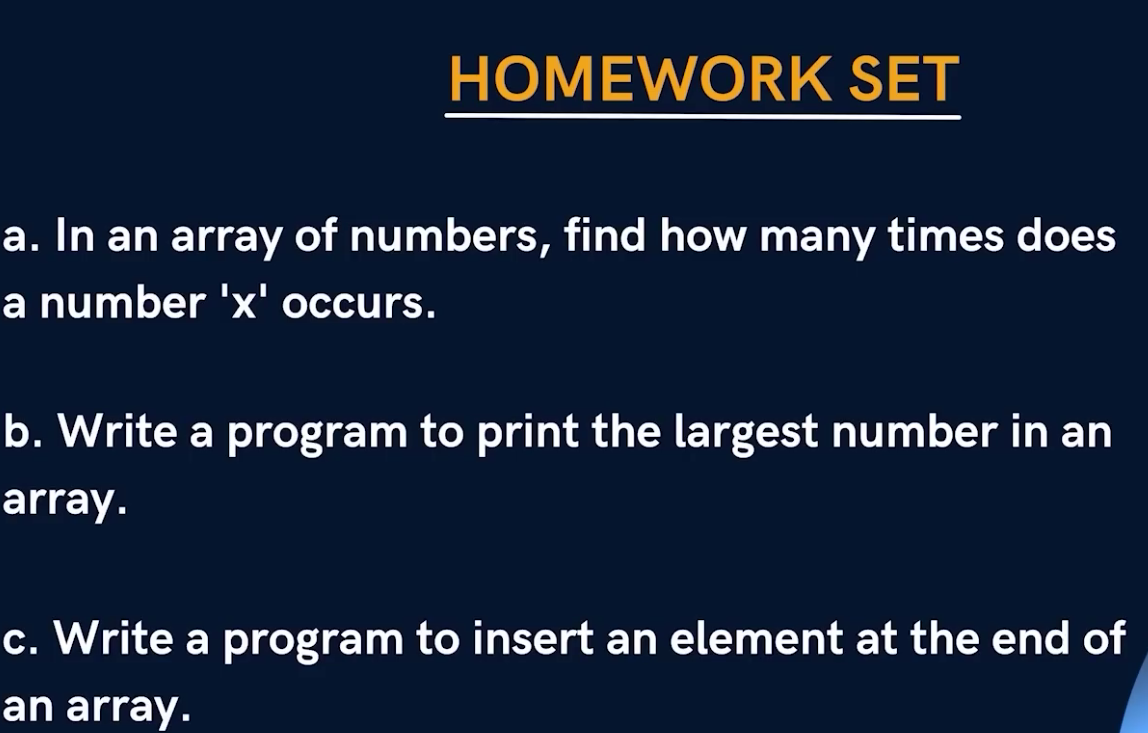 HOMEWORK SET
a. In an array of numbers, find how many times does
a number 'x' occurs.
b. Write a program to print the largest number in an
array.
c. Write a program to insert an element at the end of
an array.